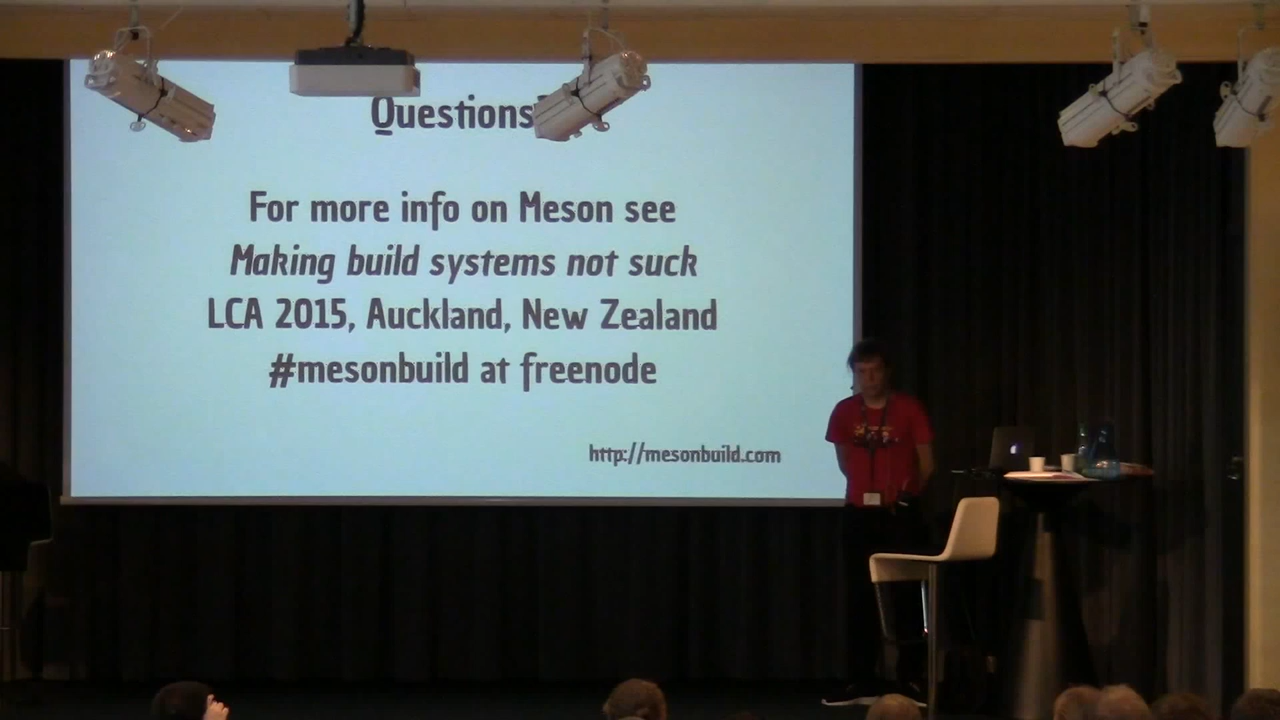 Questions
For more info on Meson see
Making build systems not suck
LCA 2015, Auckland, New Zealand
#mesonbuild at freenode
http://mesonbuild.com